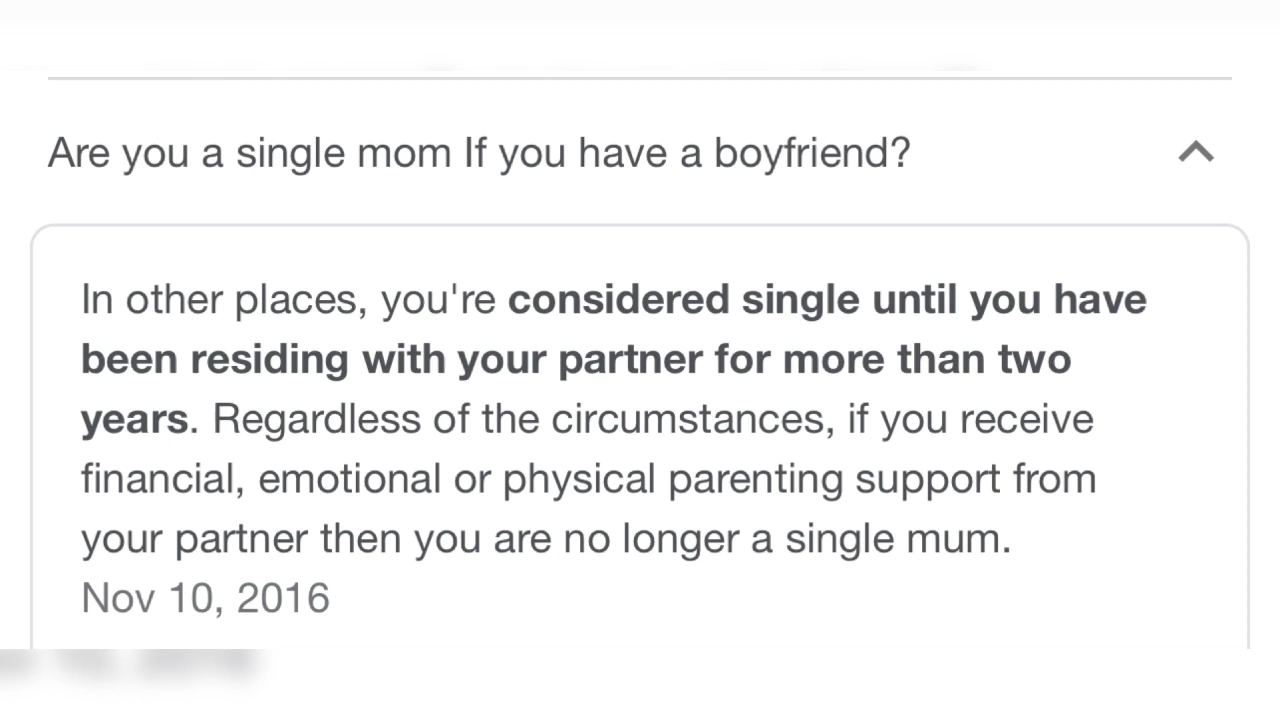 Are you a single mom If you have a boyfriend?
In other places, you're considered single until you have
been residing with your partner for more than two
years. Regardless of the circumstances, if you receive
financial, emotional or physical parenting support from
your partner then you are no longer a single mum.
Nov 10, 2016